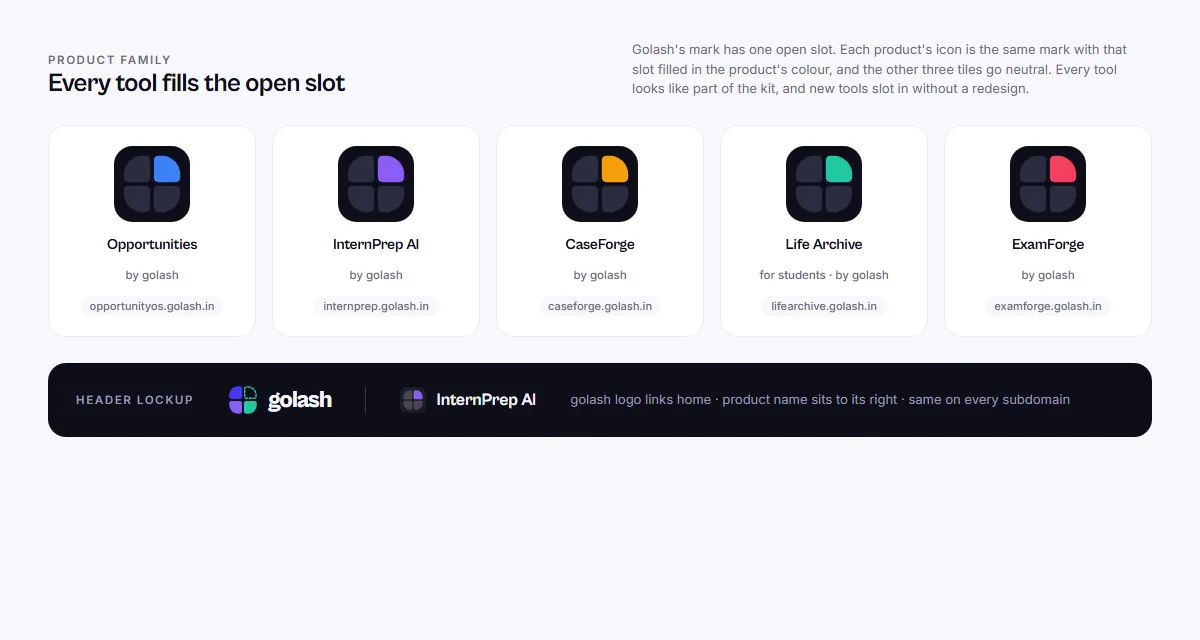 PRODUCT FAMILY
Every tool fills the open slot
Golash's mark has one open slot. Each product's icon is the same mark with that
slot filled in the product's colour, and the other three tiles go neutral. Every tool
looks like part of the kit, and new tools slot in without a redesign.
Opportunities
by golash
opportunityos.golash.in
InternPrep AI
by golash
internprep.golash.in
CaseForge
by golash
caseforge.golash.in
Life Archive
for students · by golash
lifearchive.golash.in
ExamForge
by golash
examforge.golash.in
HEADER LOCKUP
golash
InternPrep AI
golash logo links home · product name sits to its right · same on every subdomain